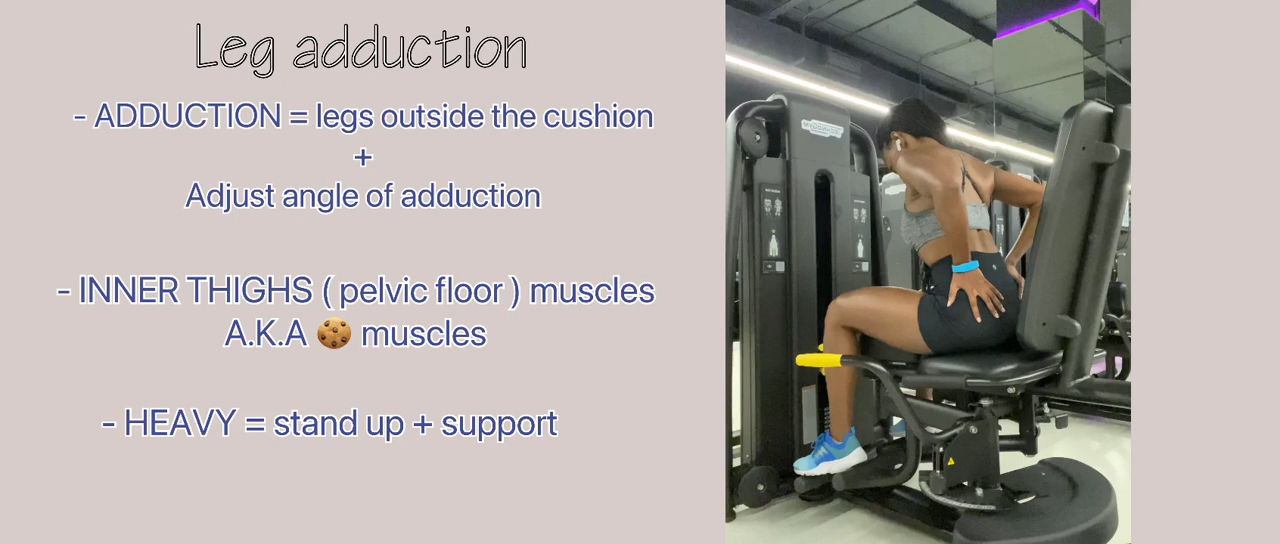 Leg adduction
- ADDUCTION = legs outside the cushion
+
Adjust angle of adduction
- INNER THIGHS ( pelvic floor ) muscles
A.K.A 🍪 muscles
- HEAVY = stand up + support